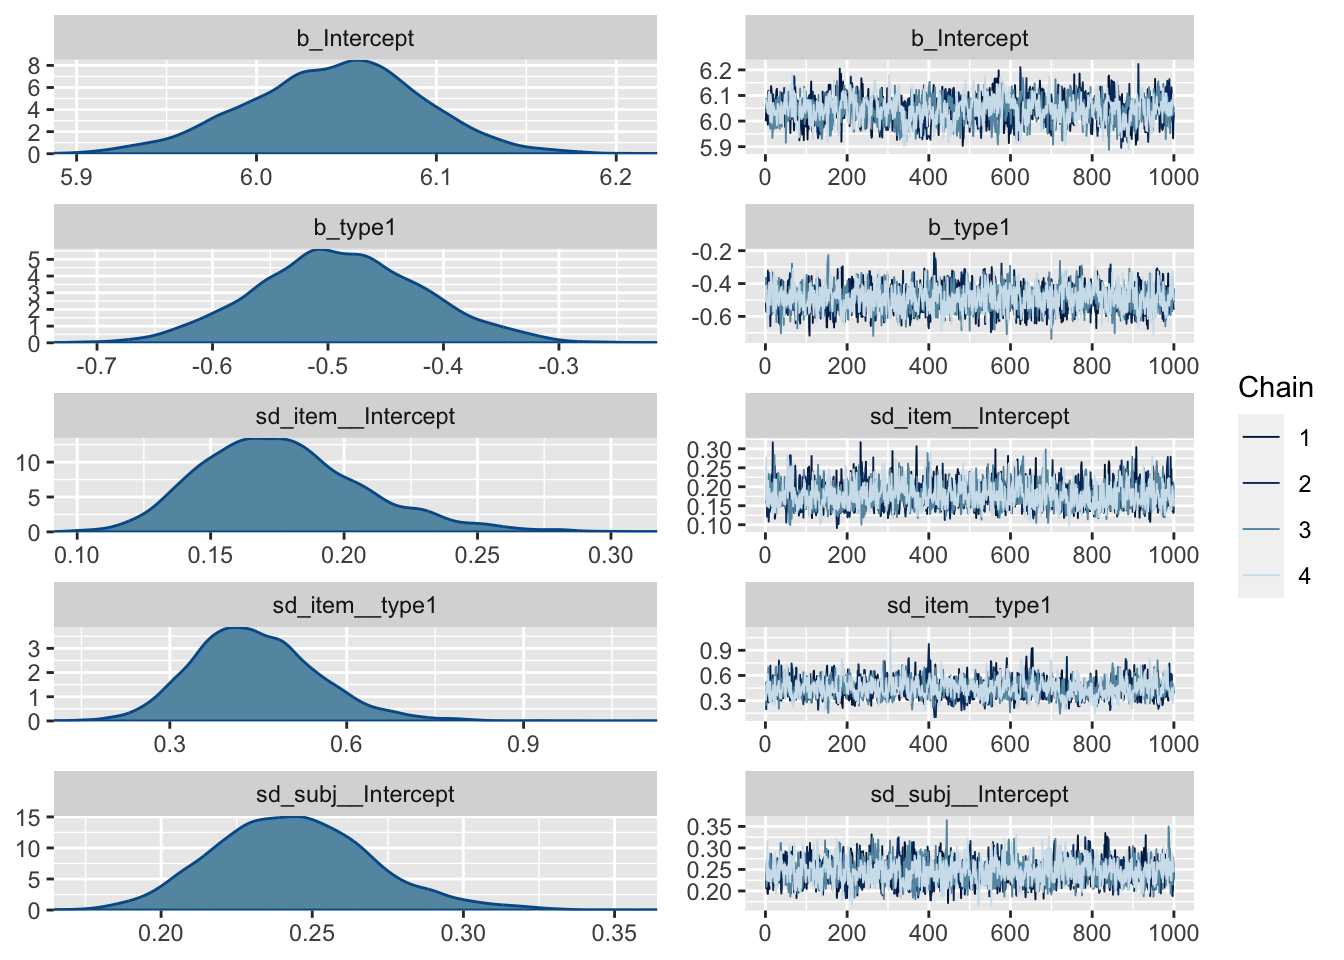 b_Intercept
8
6
4
2
0
5.9 6.0 6.1 6.2
b_Intercept
6.2
6.1
6.0
5.9
0 200 400 600 800 1000
b_type1
5
4
3
2
1
0
-0.7 -0.6 -0.5 -0.4 -0.3
b_type1
-0.2
-0.4
-0.6
0 200 400 600 800 1000
sd_item__Intercept
10
5
0
0.10 0.15 0.20 0.25 0.30
sd_item__Intercept
0.30
0.25
0.20
0.15
0.10
0 200 400 600 800 1000
sd_item__type1
3
2
1
0
0.3 0.6 0.9
sd_item__type1
0.9
0.6
0.3
0 200 400 600 800 1000
sd_subj__Intercept
15
10
5
0
0.20 0.25 0.30 0.35
sd_subj__Intercept
0.35
0.30
0.25
0.20
0 200 400 600 800 1000
Chain
1
2
3
4